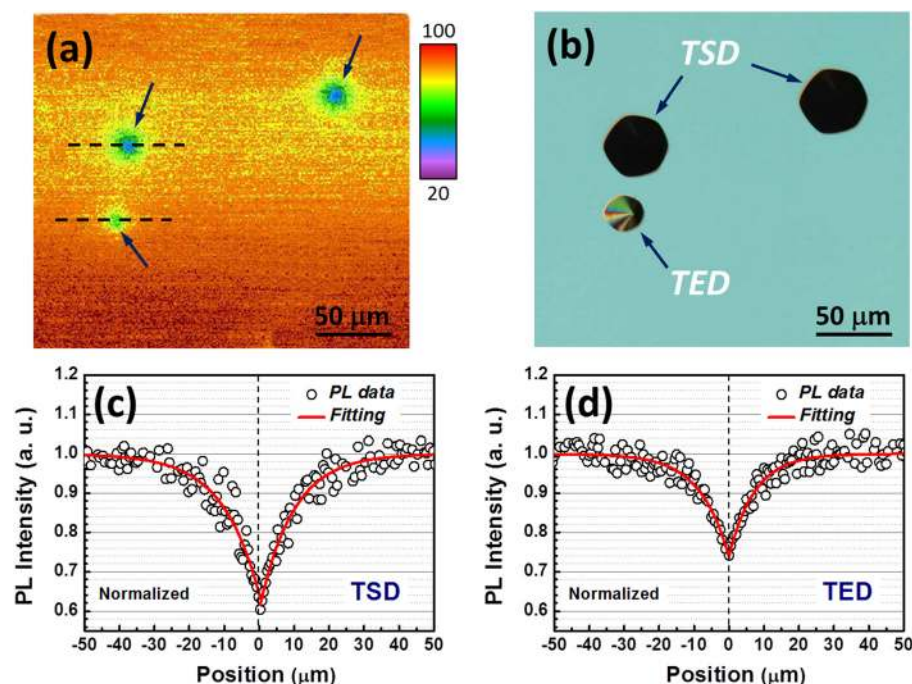 (a)
100
20
50 μm
(b)
TSD
TED
50 μm
(c)
PL data
Fitting
1.2
1.1
1.0
0.9
0.8
0.7
0.6
PL Intensity (a. u.)
Normalized
TSD
-50 -40 -30 -20 -10 0 10 20 30 40 50
Position (μm)
(d)
PL data
Fitting
1.2
1.1
1.0
0.9
0.8
0.7
0.6
PL Intensity (a. u.)
Normalized
TED
-50 -40 -30 -20 -10 0 10 20 30 40 50
Position (μm)